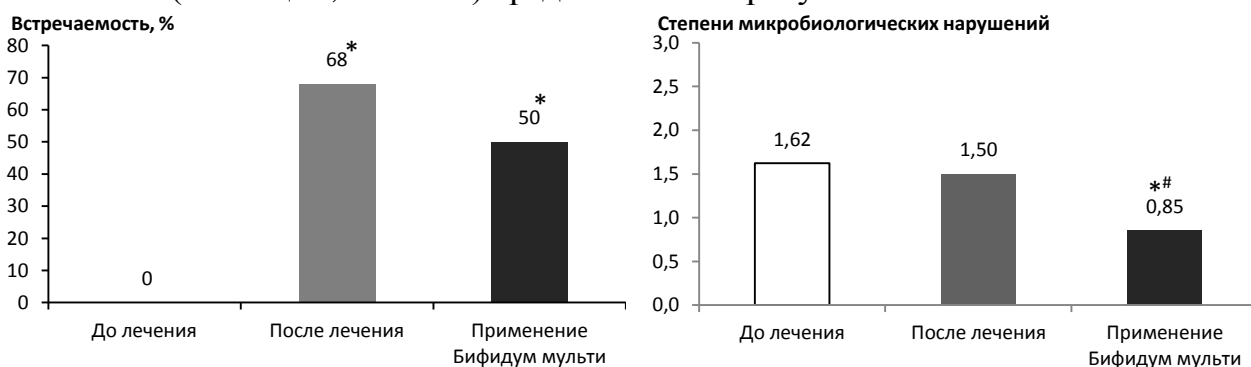 Встречаемость, %
80
70
60
50
40
30
20
10
0
0
68*
50*
До лечения
После лечения
Применение
Бифидум мульти
Степени микробиологических нарушений
3,0
2,5
2,0
1,5
1,0
0,5
0,0
1,62
1,50
*#
0,85
До лечения
После лечения
Применение
Бифидум мульти